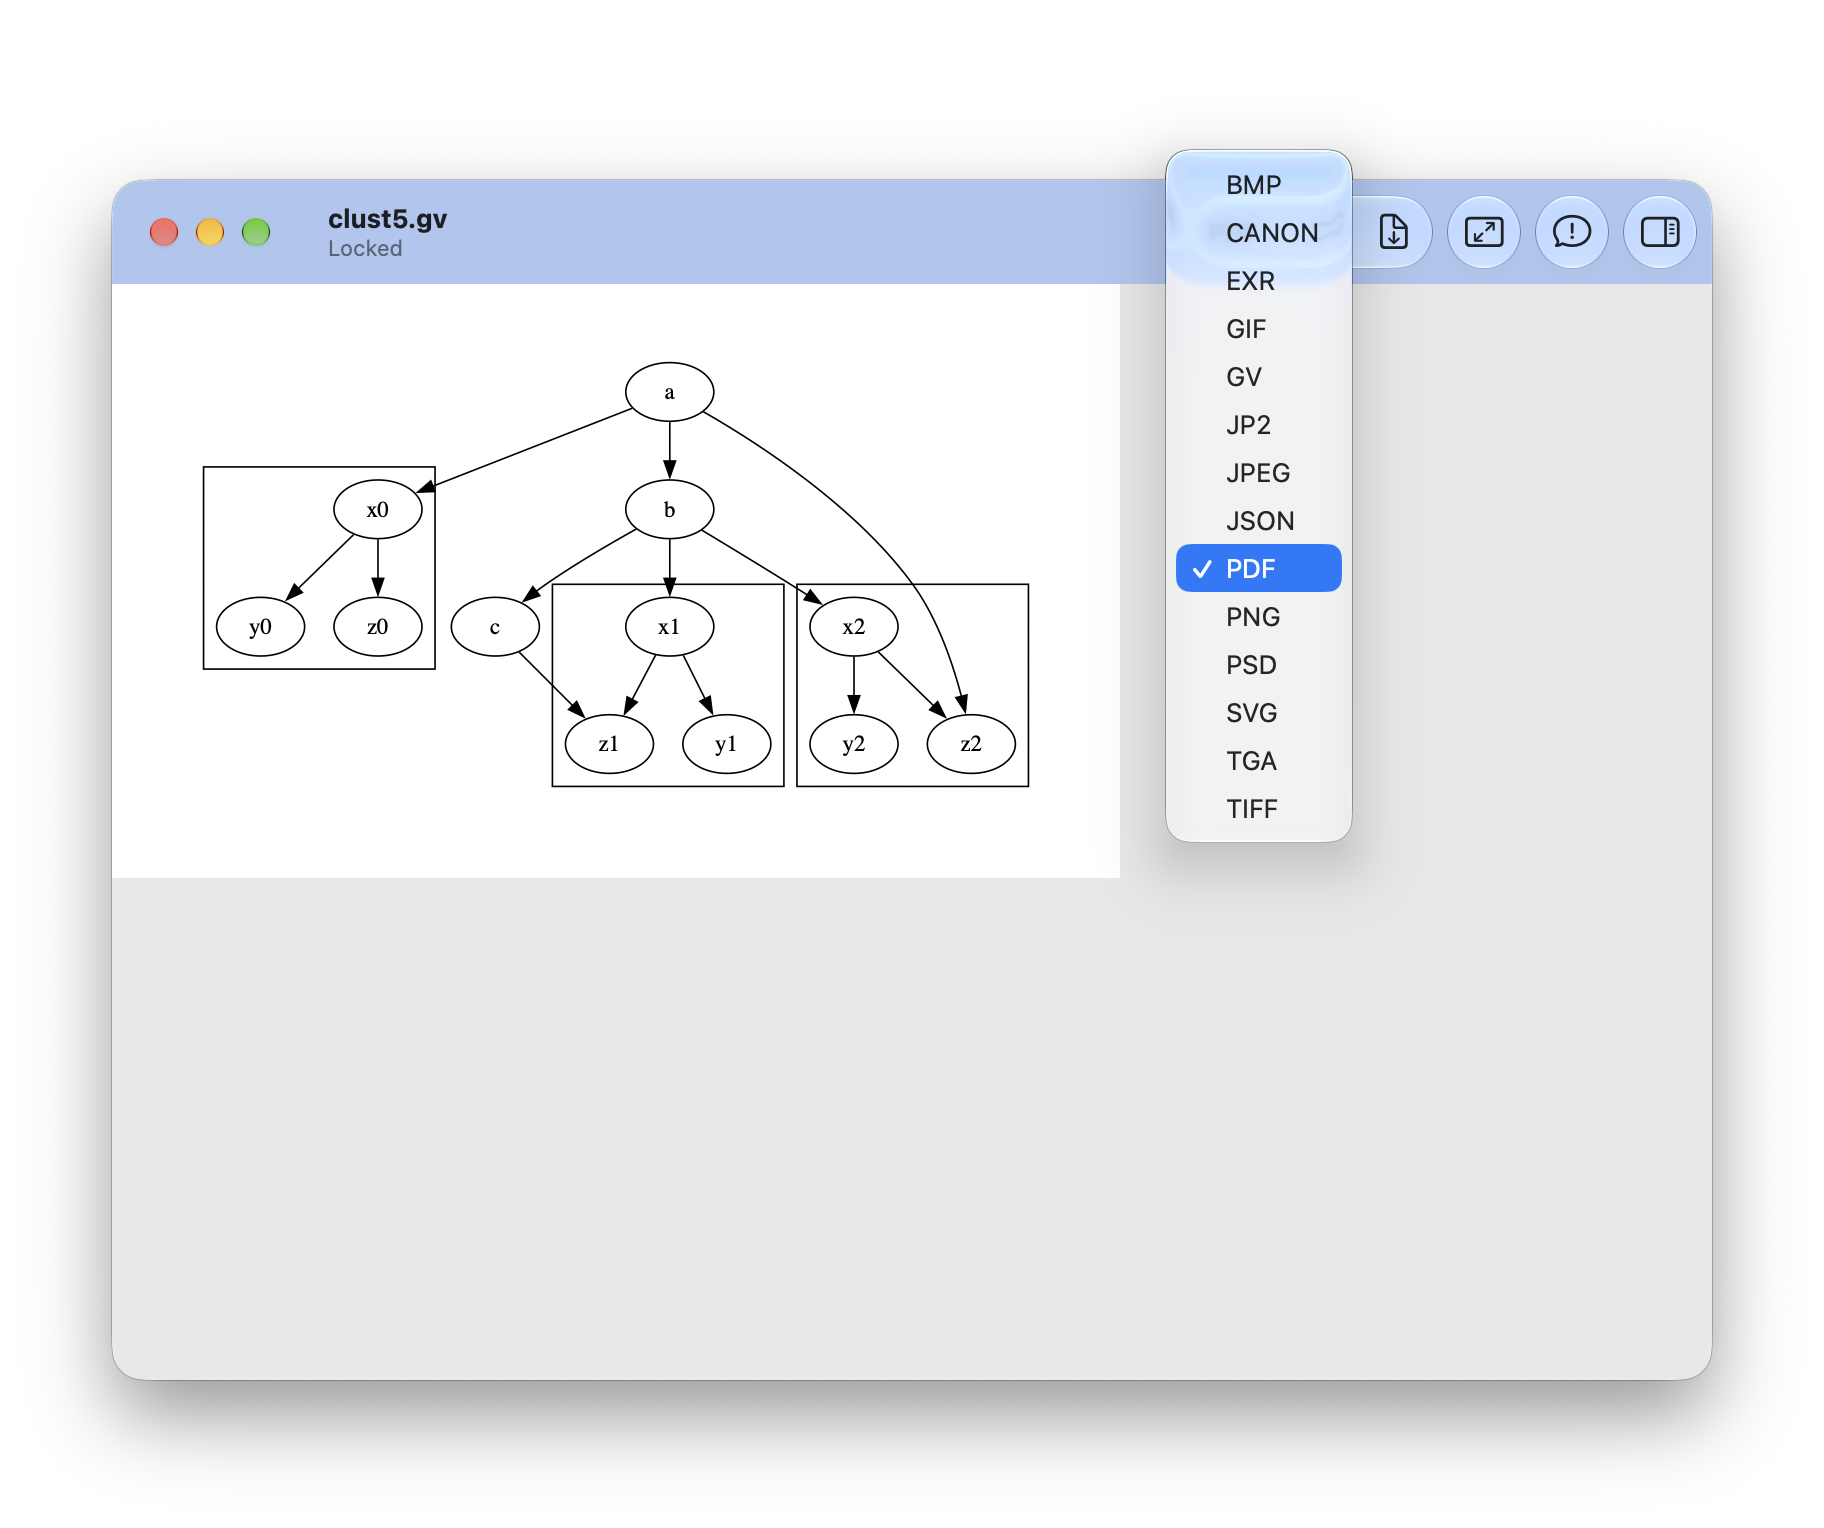 clust5.gv
Locked
BMP
CANON
EXR
GIF
GV
JP2
JPEG
JSON
PDF
PNG
PSD
SVG
TGA
TIFF
a
x0
b
y0
z0
c
x1
x2
z1
y1
y2
z2